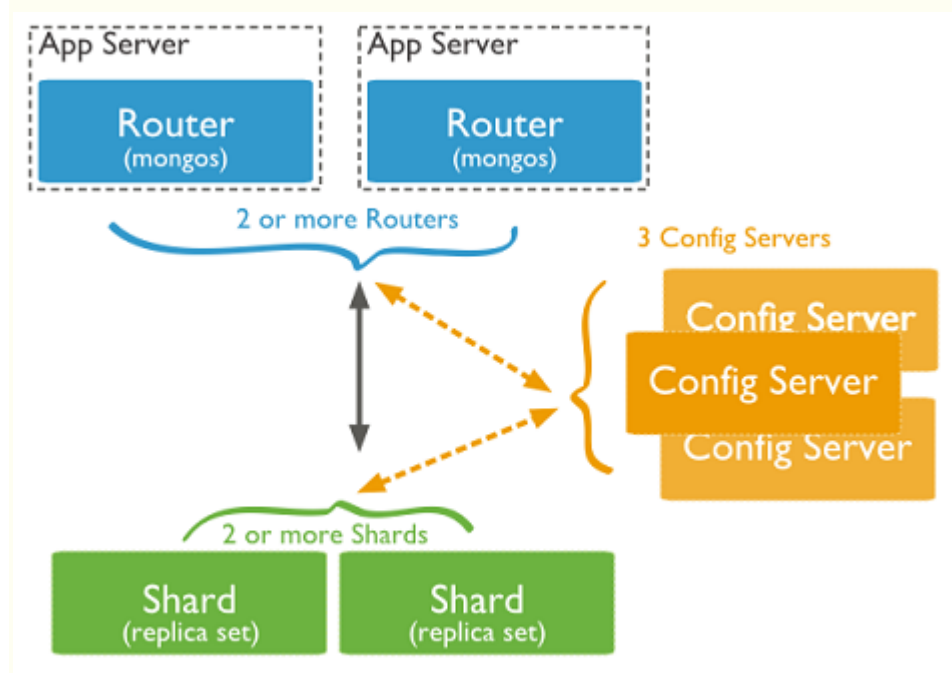 App Server
App Server
Router
(mongos)
Router
(mongos)
2 or more Routers
3 Config Servers
Config Server
Config Server
Config Server
2 or more Shards
Shard
(replica set)
Shard
(replica set)